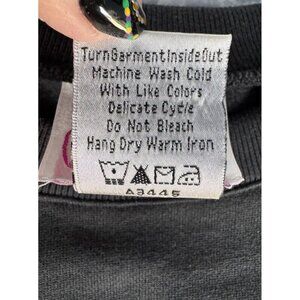 TurnGarmentInsideOut
Machine Wash Cold
With Like Colors
Delicate Cycle
Do Not Bleach
Hang Dry Warm Iron
A3445